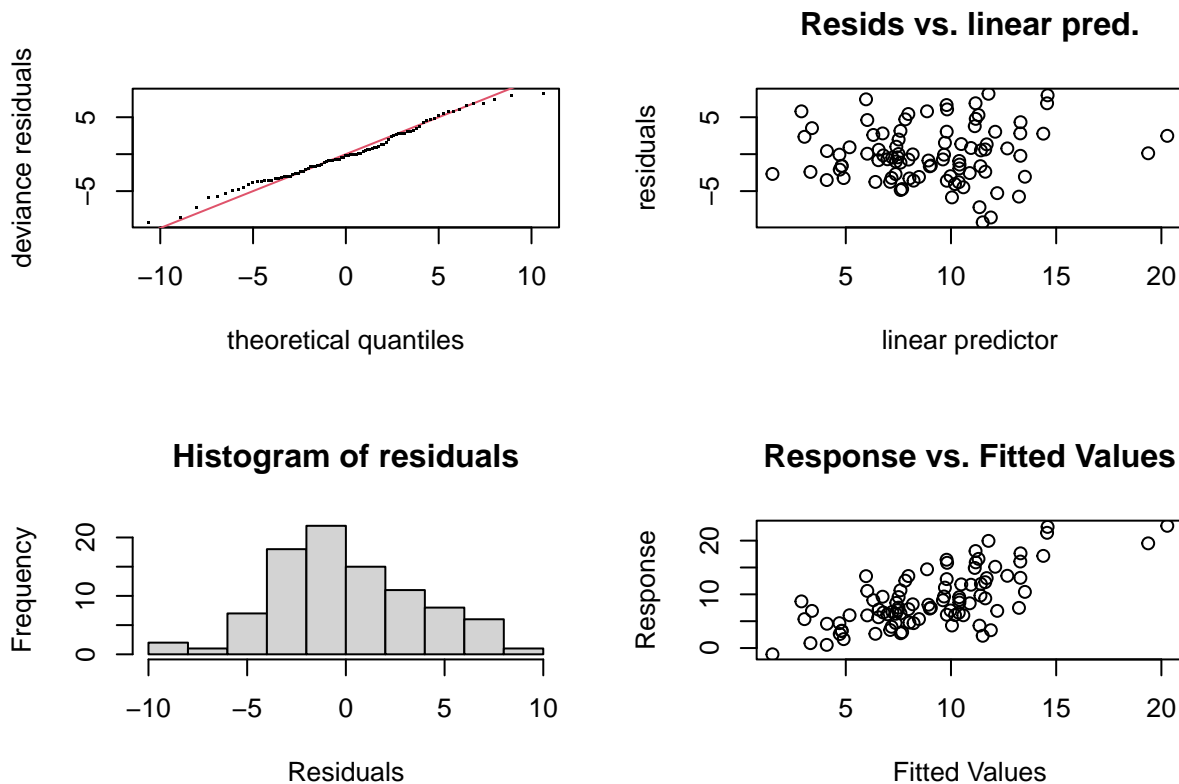 deviance residuals
−5 5
−10 −5 0 5 10
theoretical quantiles
Resids vs. linear pred.
residuals
−5 5
5 10 15 20
linear predictor
Histogram of residuals
Frequency
0 10 20
−10 −5 0 5 10
Residuals
Response vs. Fitted Values
Response
0 10 20
5 10 15 20
Fitted Values